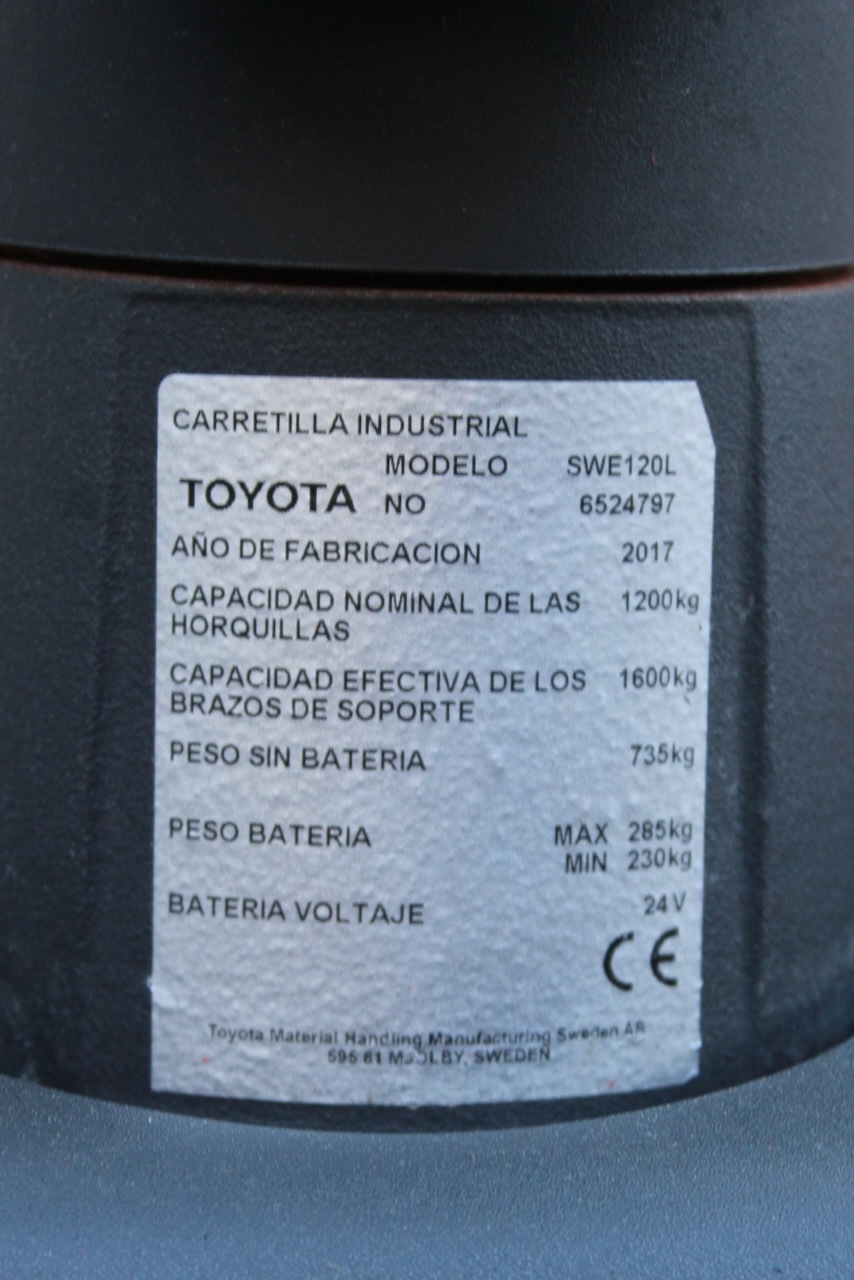 CARRETILLA INDUSTRIAL
MODELO SWE120L
TOYOTA NO 6524797
AÑO DE FABRICACION 2017
CAPACIDAD NOMINAL DE LAS 1200kg
HORQUILLAS
CAPACIDAD EFECTIVA DE LOS 1600kg
BRAZOS DE SOPORTE
PESO SIN BATERIA 735kg
PESO BATERIA MAX 285kg
MIN 230kg
BATERIA VOLTAJE 24V
CE
Toyota Material Handling Manufacturing Sweden AB
595 81 SWEDEN